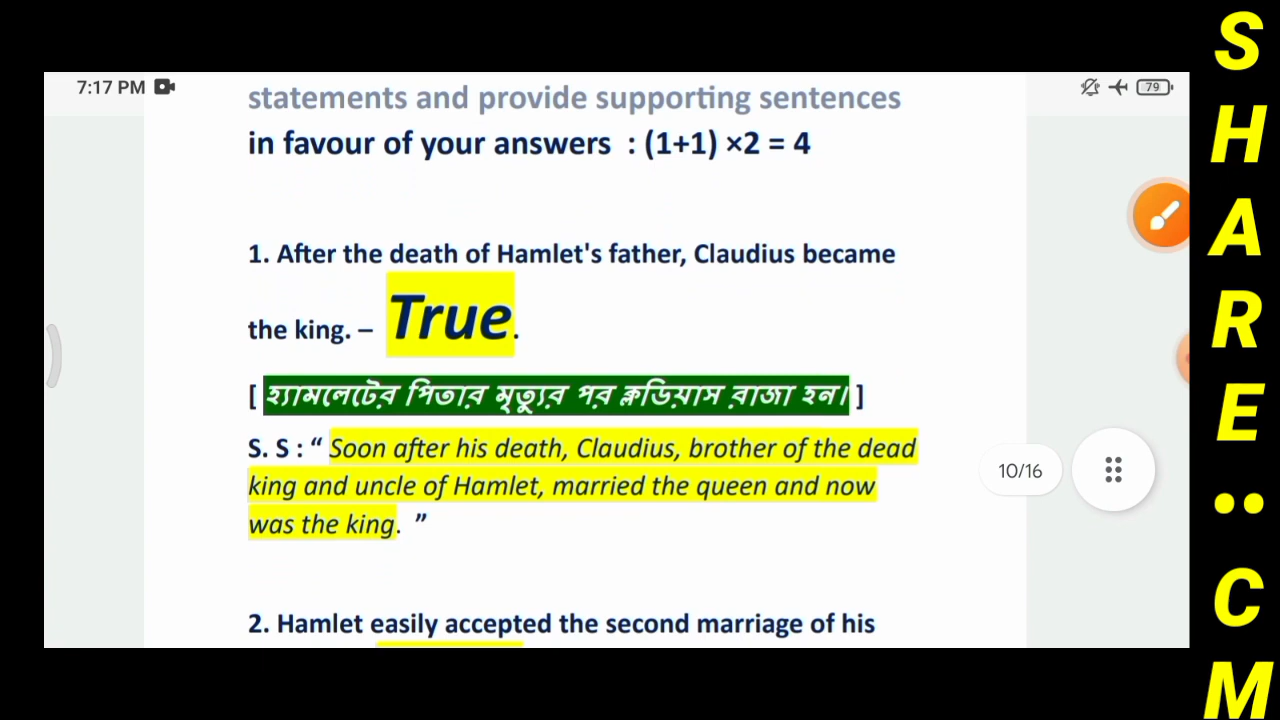 7:17 PM
79
statements and provide supporting sentences
in favour of your answers : (1+1) ×2 = 4
1. After the death of Hamlet's father, Claudius became
the king. – True.
[ হ্যামলেটের পিতার মৃত্যুর পর ক্লডিয়াস রাজা হন। ]
S. S : “ Soon after his death, Claudius, brother of the dead
king and uncle of Hamlet, married the queen and now
was the king. ”
10/16
2. Hamlet easily accepted the second marriage of his
SHARE••CM